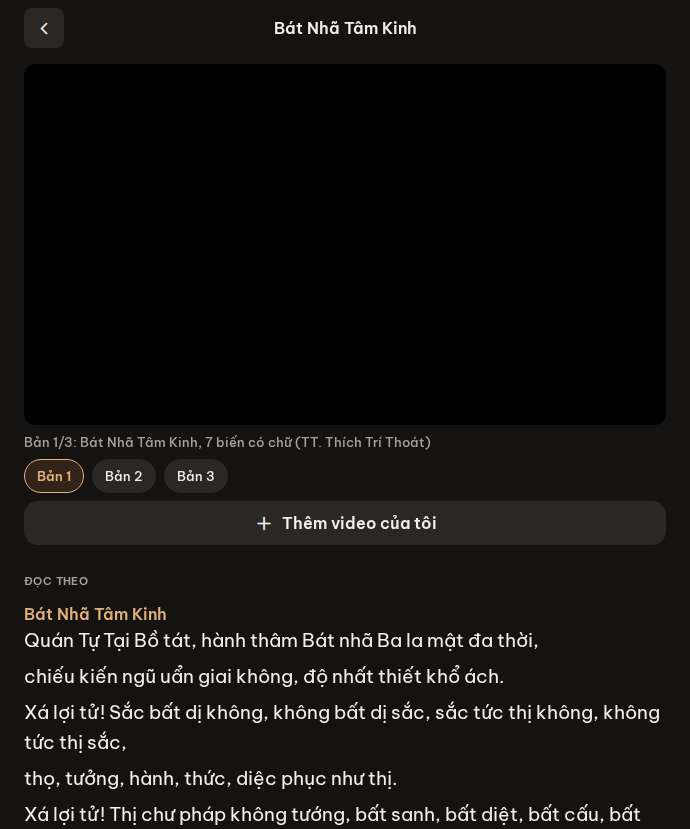 Bát Nhã Tâm Kinh
Bản 1/3: Bát Nhã Tâm Kinh, 7 biến có chữ (TT. Thích Trí Thoát)
Bản 1
Bản 2
Bản 3
Thêm video của tôi
ĐỌC THEO
Bát Nhã Tâm Kinh
Quán Tự Tại Bồ tát, hành thâm Bát nhã Ba la mật đa thời,
chiếu kiến ngũ uẩn giai không, độ nhất thiết khổ ách.
Xá lợi tử! Sắc bất dị không, không bất dị sắc, sắc tức thị không, không
tức thị sắc,
thọ, tưởng, hành, thức, diệc phục như thị.
Xá lợi tử! Thị chư pháp không tướng, bất sanh, bất diệt, bất cấu, bất